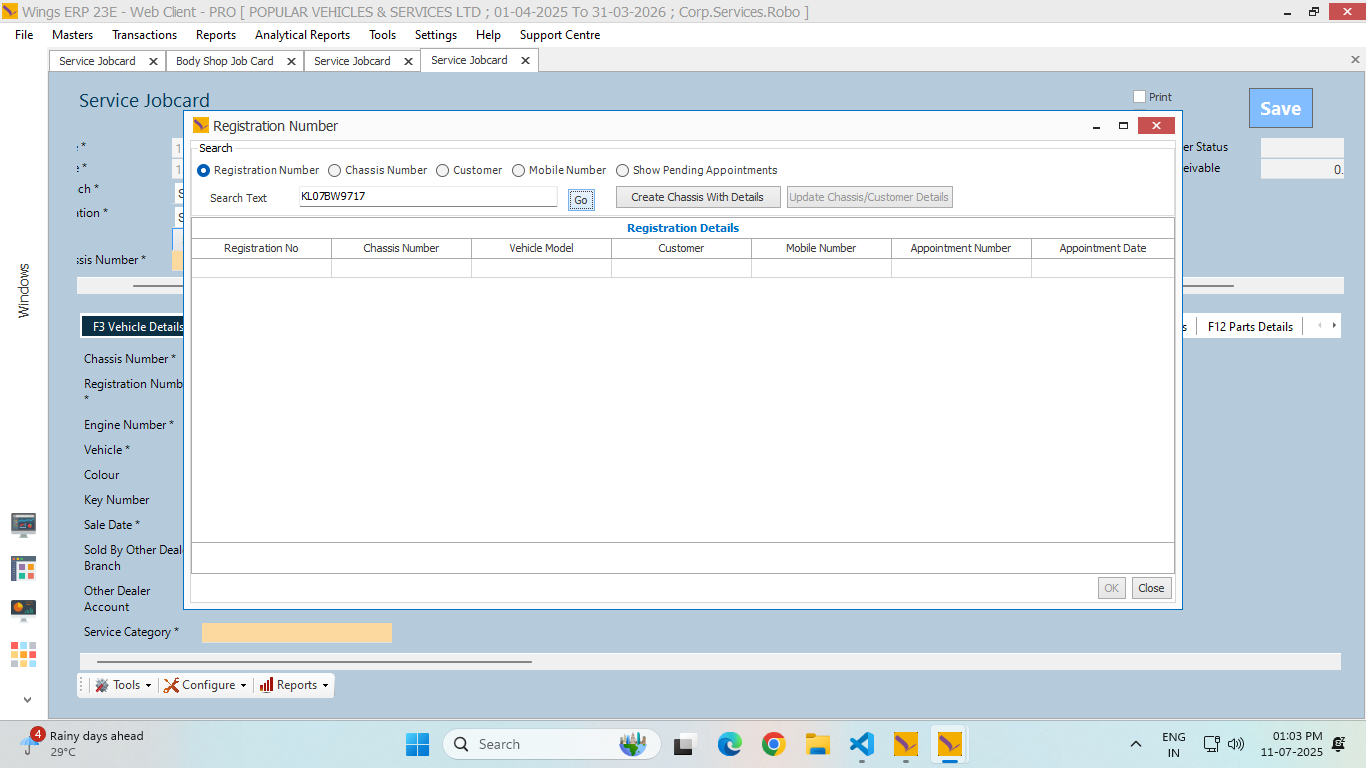 Wings ERP 23E - Web Client - PRO [ POPULAR VEHICLES & SERVICES LTD ; 01-04-2025 To 31-03-2026 ; Corp.Services.Robo ]
File Masters Transactions Reports Analytical Reports Tools Settings Help Support Centre
Service Jobcard Body Shop Job Card Service Jobcard Service Jobcard
Service Jobcard
Print
Save
Registration Number
Search
Registration Number Chassis Number Customer Mobile Number Show Pending Appointments
Search Text KL07BW9717 Go Create Chassis With Details Update Chassis/Customer Details
Registration Details
Registration No Chassis Number Vehicle Model Customer Mobile Number Appointment Number Appointment Date
OK Close
er Status
eivable 0.
* 1
e * 1
ch * S
ation * S
ssis Number *
Windows
F3 Vehicle Details
s F12 Parts Details
Chassis Number *
Registration Numb
*
Engine Number *
Vehicle *
Colour
Key Number
Sale Date *
Sold By Other Deal
Branch
Other Dealer
Account
Service Category *
Tools Configure Reports
4 Rainy days ahead
29°C
Search
ENG
IN
01:03 PM
11-07-2025